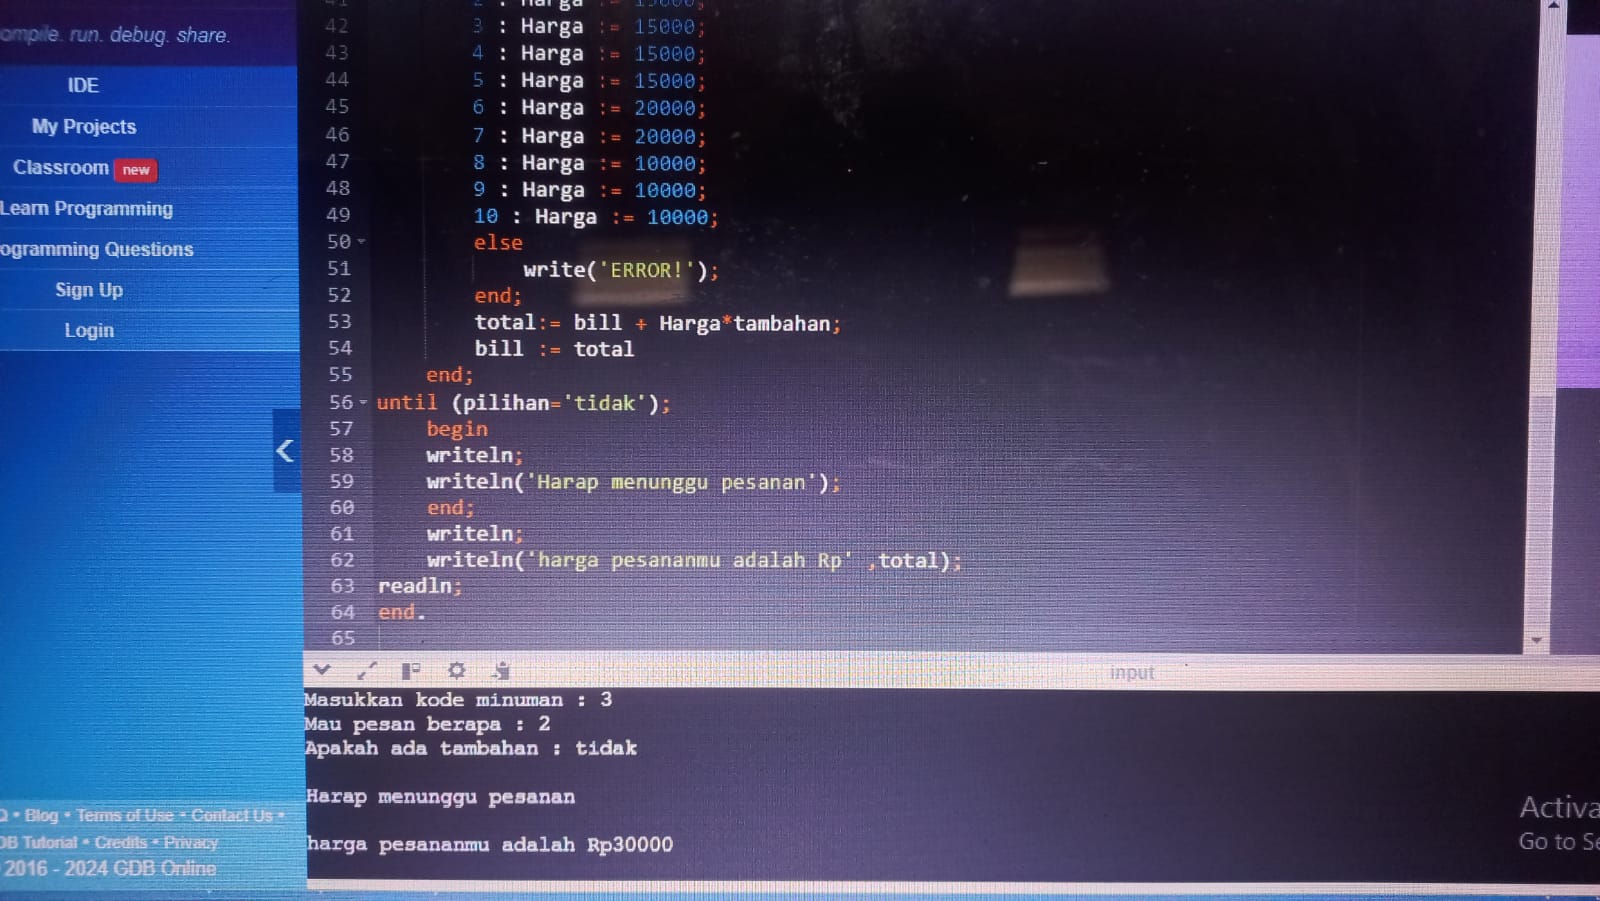 compile. run. debug. share.
IDE
My Projects
Classroom new
Learn Programming
Programming Questions
Sign Up
Login
• Blog • Terms of Use • Contact Us •
GDB Tutorial • Credits • Privacy
2016 - 2024 GDB Online
41 2 : Harga := 15000;
42 3 : Harga := 15000;
43 4 : Harga := 15000;
44 5 : Harga := 15000;
45 6 : Harga := 20000;
46 7 : Harga := 20000;
47 8 : Harga := 10000;
48 9 : Harga := 10000;
49 10 : Harga := 10000;
50 else
51 write('ERROR!');
52 end;
53 total:= bill + Harga*tambahan;
54 bill := total
55 end;
56 until (pilihan='tidak');
57 begin
58 writeln;
59 writeln('Harap menunggu pesanan');
60 end;
61 writeln;
62 writeln('harga pesananmu adalah Rp' ,total);
63 readln;
64 end.
65
input
Masukkan kode minuman : 3
Mau pesan berapa : 2
Apakah ada tambahan : tidak
Harap menunggu pesanan
harga pesananmu adalah Rp30000
Activa
Go to Se